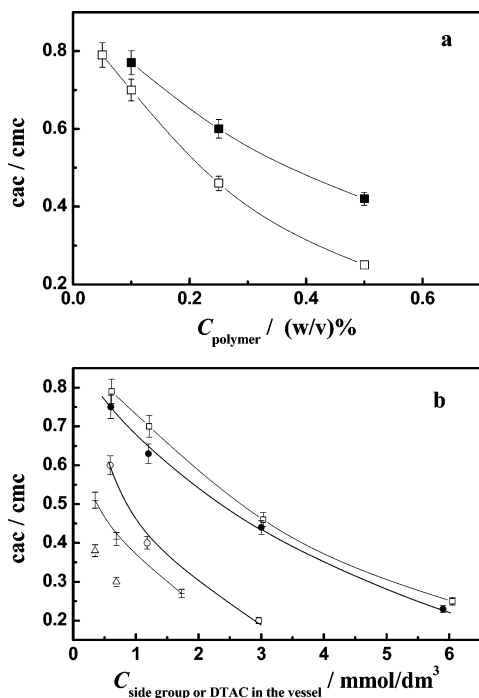 a
0.8
0.6
0.4
0.2
cac / cmc
0.0 0.2 0.4 0.6
C polymer / (w/v)%
b
0.8
0.7
0.6
0.5
0.4
0.3
0.2
cac / cmc
0 1 2 3 4 5 6
C side group or DTAC in the vessel / mmol/dm³